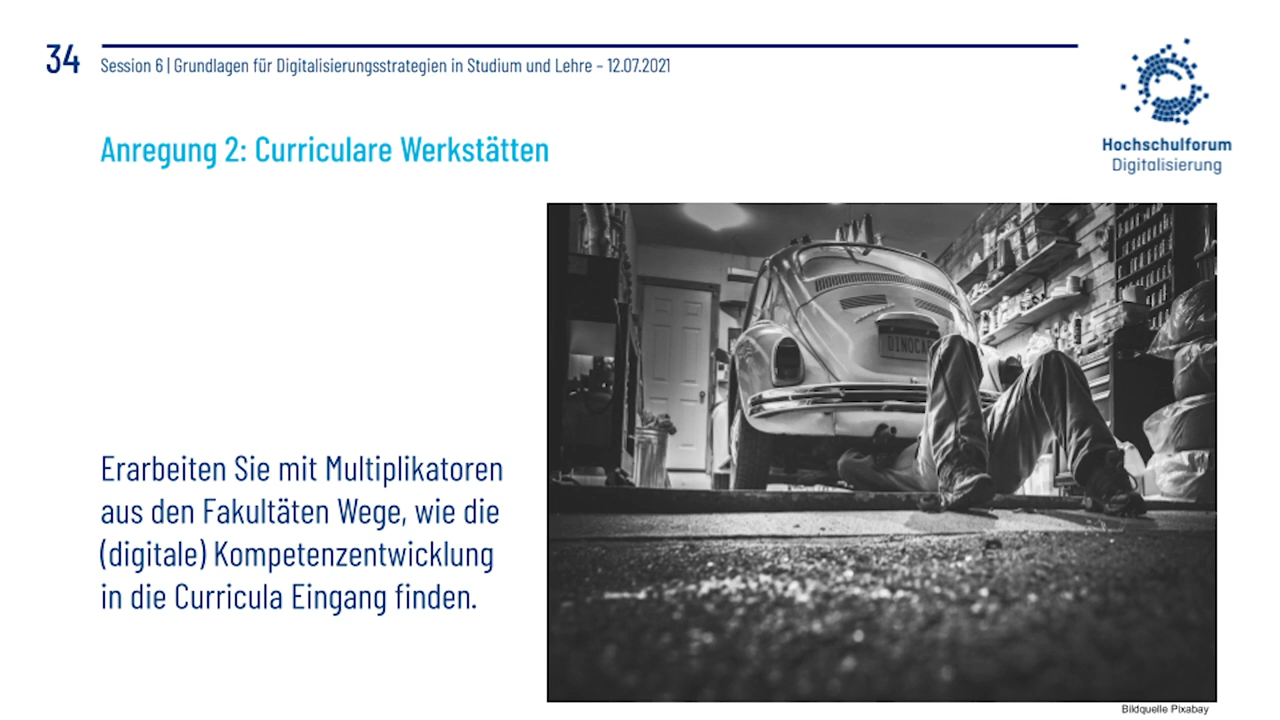 34
Session 6 | Grundlagen für Digitalisierungsstrategien in Studium und Lehre – 12.07.2021
Hochschulforum
Digitalisierung
Anregung 2: Curriculare Werkstätten
DINOCAR
Erarbeiten Sie mit Multiplikatoren
aus den Fakultäten Wege, wie die
(digitale) Kompetenzentwicklung
in die Curricula Eingang finden.
Bildquelle Pixabay